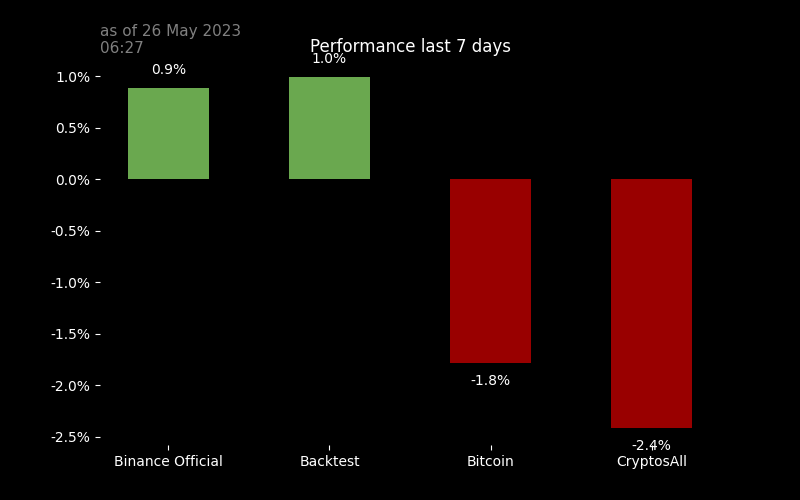 as of 26 May 2023
06:27
Performance last 7 days
0.9%
1.0%
1.0%
0.5%
0.0%
-0.5%
-1.0%
-1.5%
-2.0%
-2.5%
-1.8%
-2.4%
Binance Official
Backtest
Bitcoin
CryptosAll